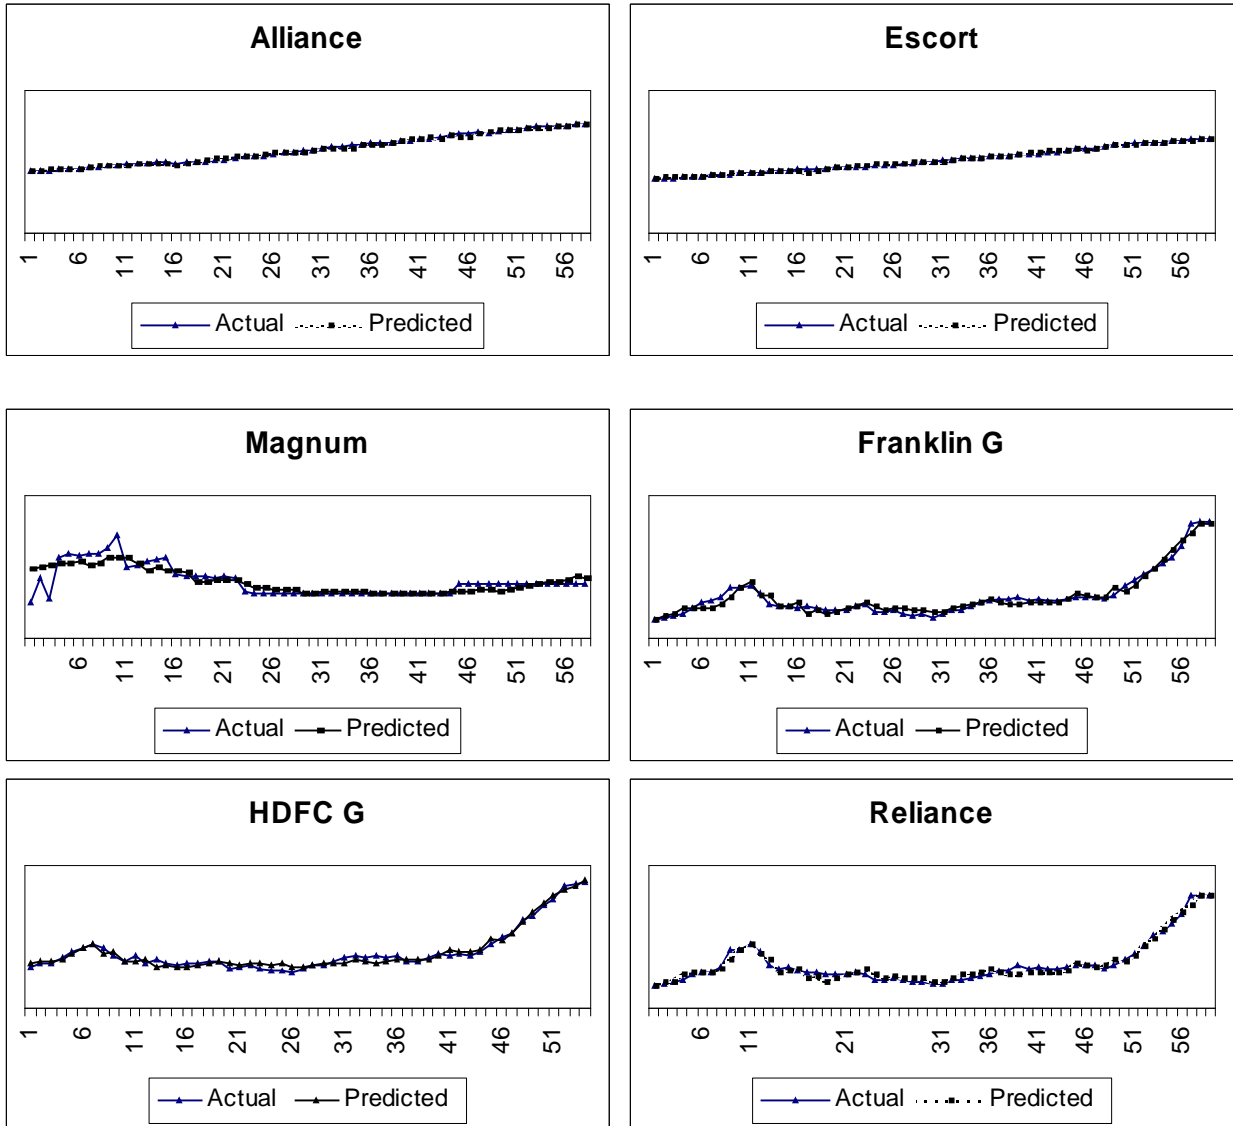 Alliance
1 6 11 16 21 26 31 36 41 46 51 56
Actual Predicted
Escort
1 6 11 16 21 26 31 36 41 46 51 56
Actual Predicted
Magnum
6 11 16 21 26 31 36 41 46 51 56
Actual Predicted
Franklin G
1 6 11 16 21 26 31 36 41 46 51 56
Actual Predicted
HDFC G
1 6 11 16 21 26 31 36 41 46 51
Actual Predicted
Reliance
6 11 21 31 36 41 46 51 56
Actual Predicted